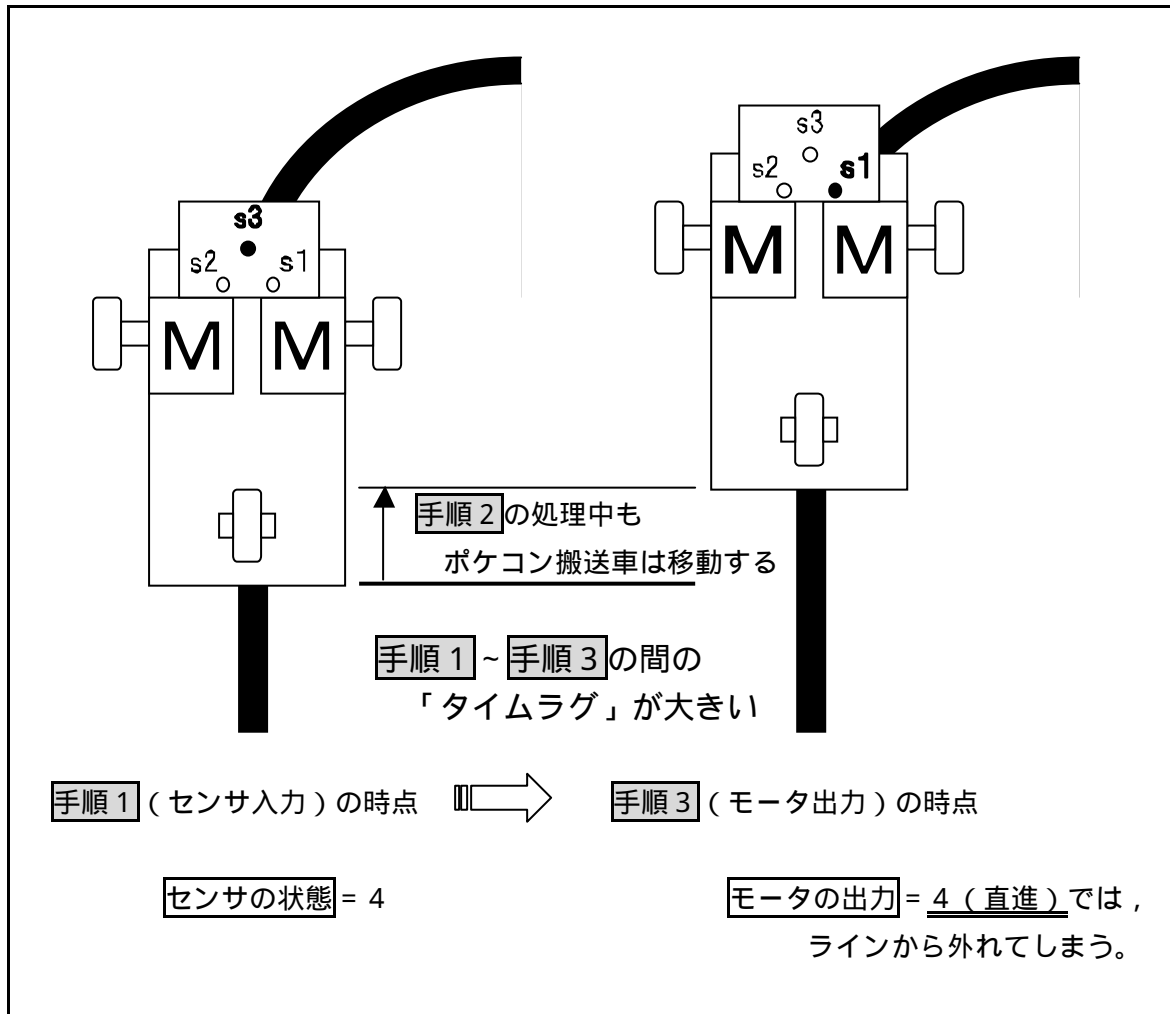 s3
s2 s1
M M
s3
s2 s1
M M
手順2の処理中も
ポケコン搬送車は移動する
手順1~手順3の間の
「タイムラグ」が大きい
手順1(センサ入力)の時点
手順3(モータ出力)の時点
センサの状態= 4
モータの出力= 4(直進)では,
ラインから外れてしまう。